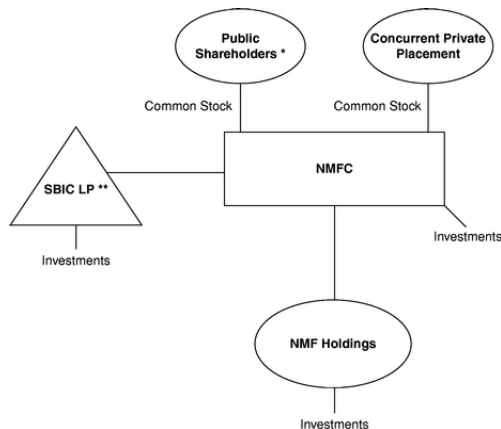 Public
Shareholders *
Concurrent Private
Placement
Common Stock
Common Stock
NMFC
SBIC LP **
Investments
Investments
NMF Holdings
Investments